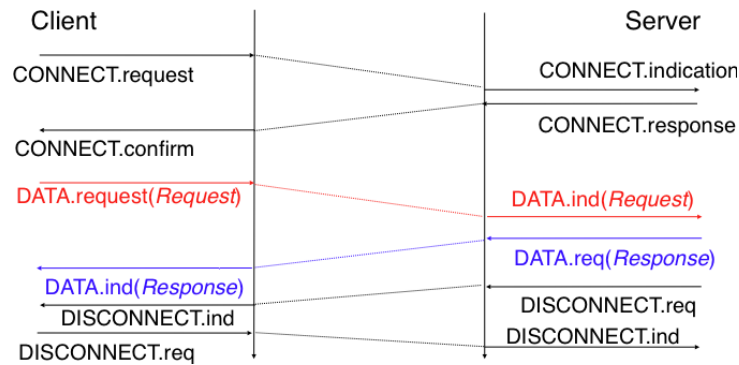 Client
Server
CONNECT.request
CONNECT.indication
CONNECT.response
CONNECT.confirm
DATA.request(Request)
DATA.ind(Request)
DATA.req(Response)
DATA.ind(Response)
DISCONNECT.req
DISCONNECT.ind
DISCONNECT.ind
DISCONNECT.req